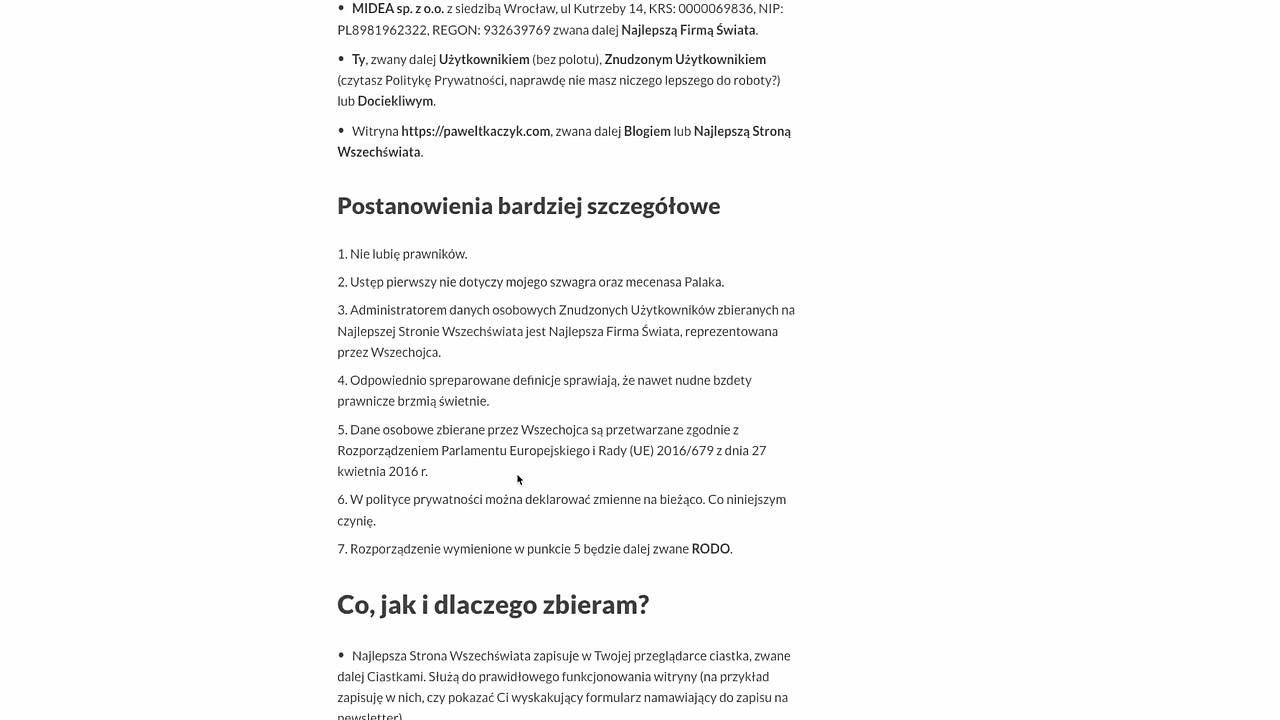 • MIDEA sp. z o.o. z siedzibą Wrocław, ul Kutrzeby 14, KRS: 0000069836, NIP:
PL8981962322, REGON: 932639769 zwana dalej Najlepszą Firmą Świata.
• Ty, zwany dalej Użytkownikiem (bez polotu), Znudzonym Użytkownikiem
(czytasz Politykę Prywatności, naprawdę nie masz niczego lepszego do roboty?)
lub Dociekliwym.
• Witryna https://paweltkaczyk.com, zwana dalej Blogiem lub Najlepszą Stroną
Wszechświata.
Postanowienia bardziej szczegółowe
1. Nie lubię prawników.
2. Ustęp pierwszy nie dotyczy mojego szwagra oraz mecenasa Palaka.
3. Administratorem danych osobowych Znudzonych Użytkowników zbieranych na
Najlepszej Stronie Wszechświata jest Najlepsza Firma Świata, reprezentowana
przez Wszechojca.
4. Odpowiednio spreparowane definicje sprawiają, że nawet nudne bzdety
prawnicze brzmią świetnie.
5. Dane osobowe zbierane przez Wszechojca są przetwarzane zgodnie z
Rozporządzeniem Parlamentu Europejskiego i Rady (UE) 2016/679 z dnia 27
kwietnia 2016 r.
6. W polityce prywatności można deklarować zmienne na bieżąco. Co niniejszym
czynię.
7. Rozporządzenie wymienione w punkcie 5 będzie dalej zwane RODO.
Co, jak i dlaczego zbieram?
• Najlepsza Strona Wszechświata zapisuje w Twojej przeglądarce ciastka, zwane
dalej Ciastkami. Służą do prawidłowego funkcjonowania witryny (na przykład
zapisuję w nich, czy pokazać Ci wyskakujący formularz namawiający do zapisu na
newsletter)